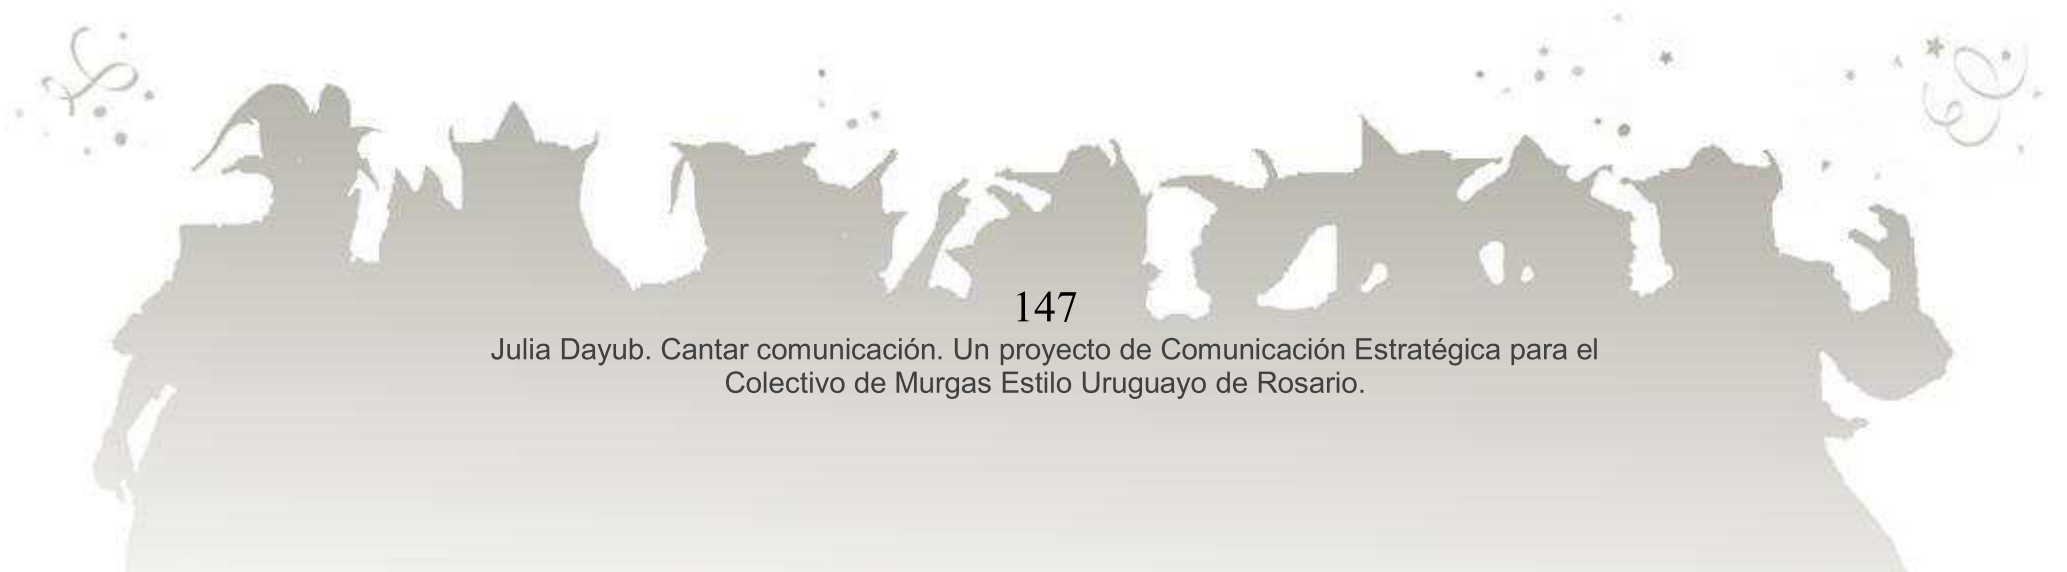 147
Julia Dayub. Cantar comunicación. Un proyecto de Comunicación Estratégica para el
Colectivo de Murgas Estilo Uruguayo de Rosario.